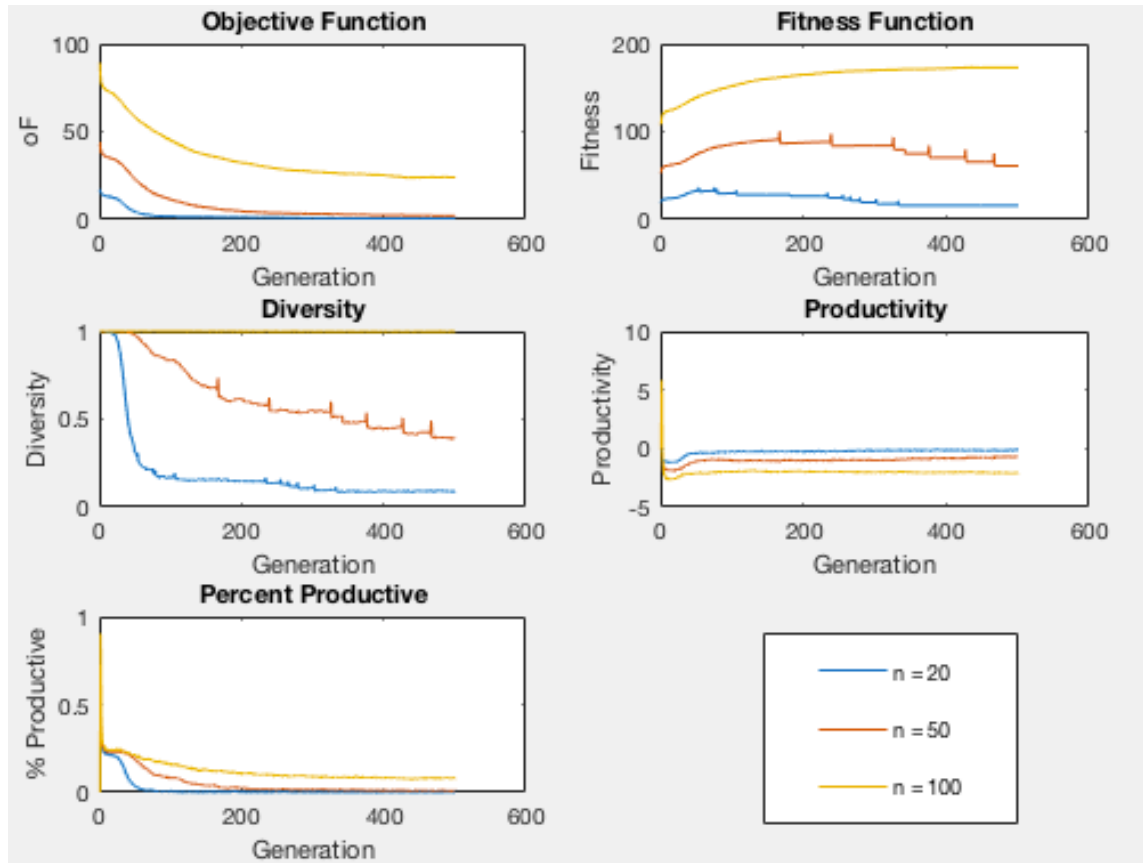 Objective Function
100
50
0
oF
0 200 400 600
Generation
Fitness Function
200
100
0
Fitness
0 200 400 600
Generation
Diversity
1
0.5
0
Diversity
0 200 400 600
Generation
Productivity
10
5
0
-5
Productivity
0 200 400 600
Generation
Percent Productive
1
0.5
0
% Productive
0 200 400 600
Generation
n = 20
n = 50
n = 100